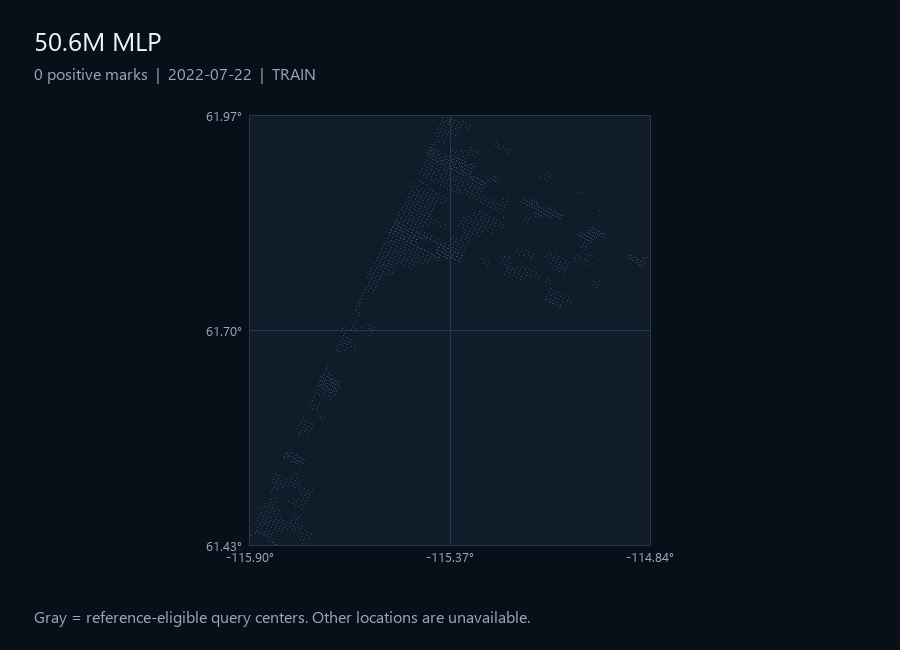 50.6M MLP
0 positive marks | 2022-07-22 | TRAIN
61.97°
61.70°
61.43°
-115.90° -115.37° -114.84°
Gray = reference-eligible query centers. Other locations are unavailable.